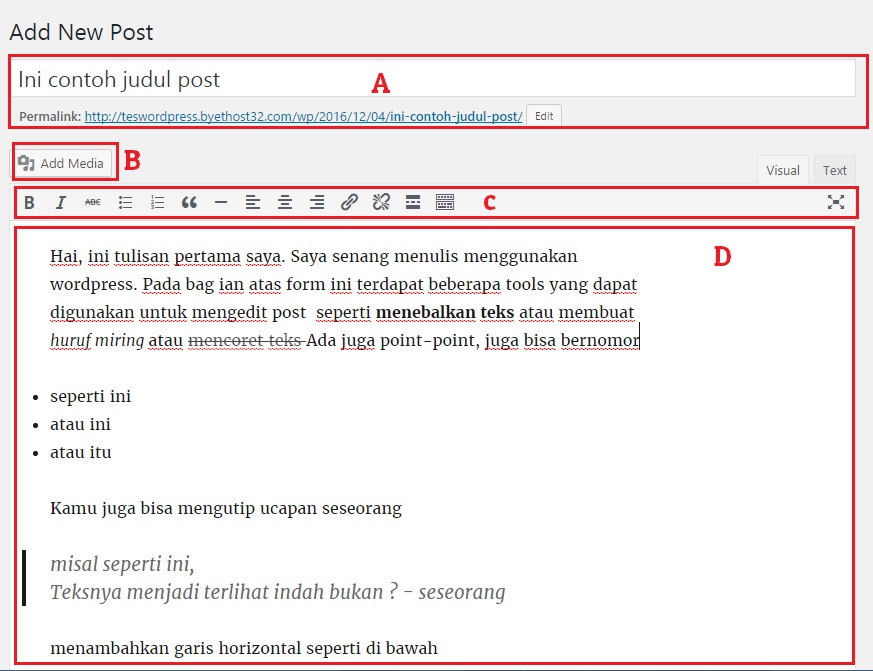 Add New Post
Ini contoh judul post
A
Permalink: http://teswordpress.byethost32.com/wp/2016/12/04/ini-contoh-judul-post/ Edit
Add Media B
Visual Text
B I ABC C
D
Hai, ini tulisan pertama saya. Saya senang menulis menggunakan
wordpress. Pada bag ian atas form ini terdapat beberapa tools yang dapat
digunakan untuk mengedit post  seperti menebalkan teks atau membuat
huruf miring atau mencoret teks Ada juga point-point, juga bisa bernomor
• seperti ini
• atau ini
• atau itu
Kamu juga bisa mengutip ucapan seseorang
misal seperti ini,
Teksnya menjadi terlihat indah bukan ? - seseorang
menambahkan garis horizontal seperti di bawah